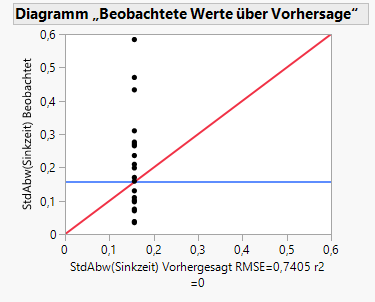 Diagramm „Beobachtete Werte über Vorhersage“
0,6
0,5
0,4
0,3
0,2
0,1
0
StdAbw(Sinkzeit) Beobachtet
0 0,1 0,2 0,3 0,4 0,5 0,6
StdAbw(Sinkzeit) Vorhergesagt RMSE=0,7405 r2
=0